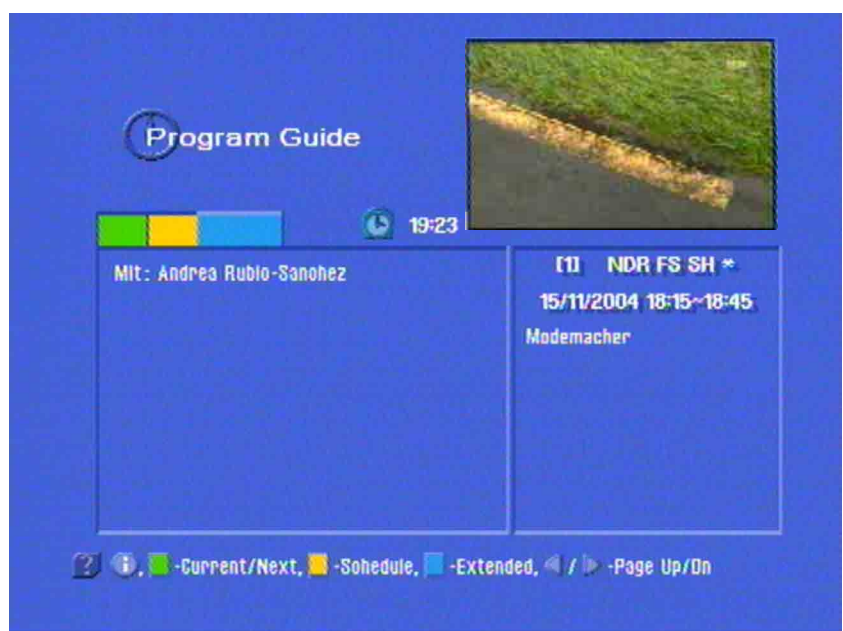 Program Guide
19:23
Mit: Andrea Rubio-Sanchez
[1] NDR FS SH *
15/11/2004 18:15~18:45
Modemacher
? i, -Current/Next, -Schedule, -Extended, / -Page Up/Dn